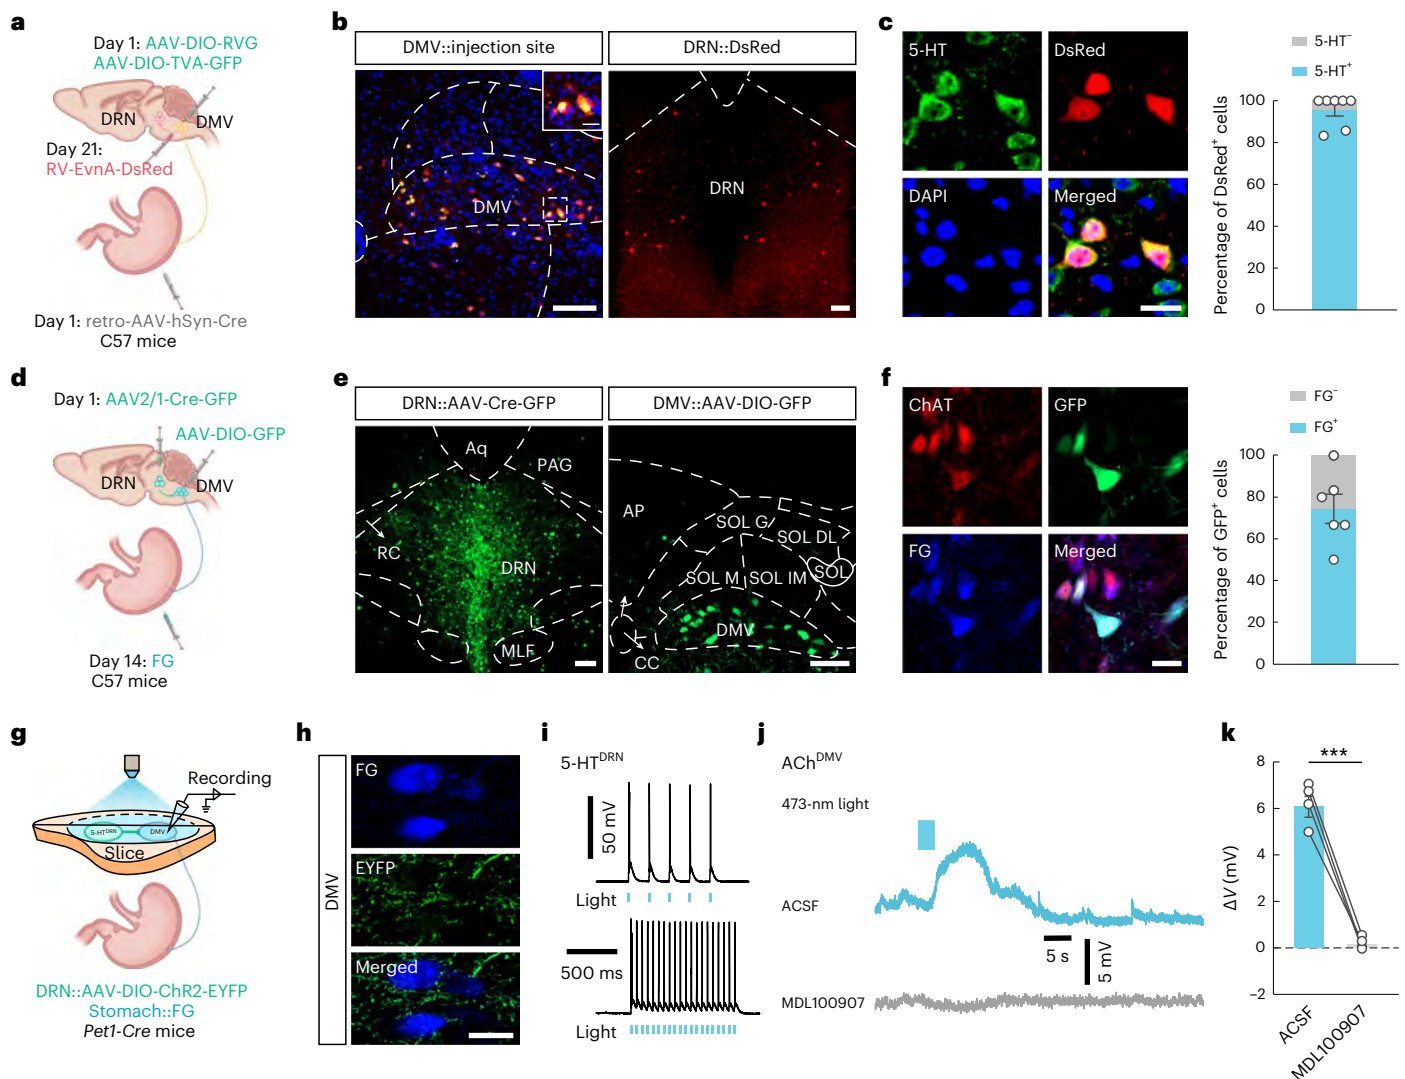 a
Day 1: AAV-DIO-RVG
AAV-DIO-TVA-GFP
DRN
DMV
Day 21:
RV-EvnA-DsRed
Day 1: retro-AAV-hSyn-Cre
C57 mice
b
DMV::injection site
DRN::DsRed
DMV
DRN
c
5-HT
DsRed
DAPI
Merged
5-HT⁻
5-HT⁺
Percentage of DsRed⁺ cells
100
80
60
40
20
0
d
Day 1: AAV2/1-Cre-GFP
AAV-DIO-GFP
DRN
DMV
Day 14: FG
C57 mice
e
DRN::AAV-Cre-GFP
DMV::AAV-DIO-GFP
Aq
PAG
RC
DRN
MLF
AP
SOL G
SOL DL
SOL M
SOL IM
SOL
DMV
CC
f
ChAT
GFP
FG
Merged
FG⁻
FG⁺
Percentage of GFP⁺ cells
100
80
60
40
20
0
g
Recording
5-HTᴰᴿᴺ
DMV
Slice
DRN::AAV-DIO-ChR2-EYFP
Stomach::FG
Pet1-Cre mice
h
DMV
FG
EYFP
Merged
i
5-HTᴰᴿᴺ
50 mV
Light
500 ms
Light
j
AChᴰᴹⱽ
473-nm light
ACSF
5 s
5 mV
MDL100907
k
***
ΔV (mV)
8
6
4
2
0
–2
ACSF
MDL100907